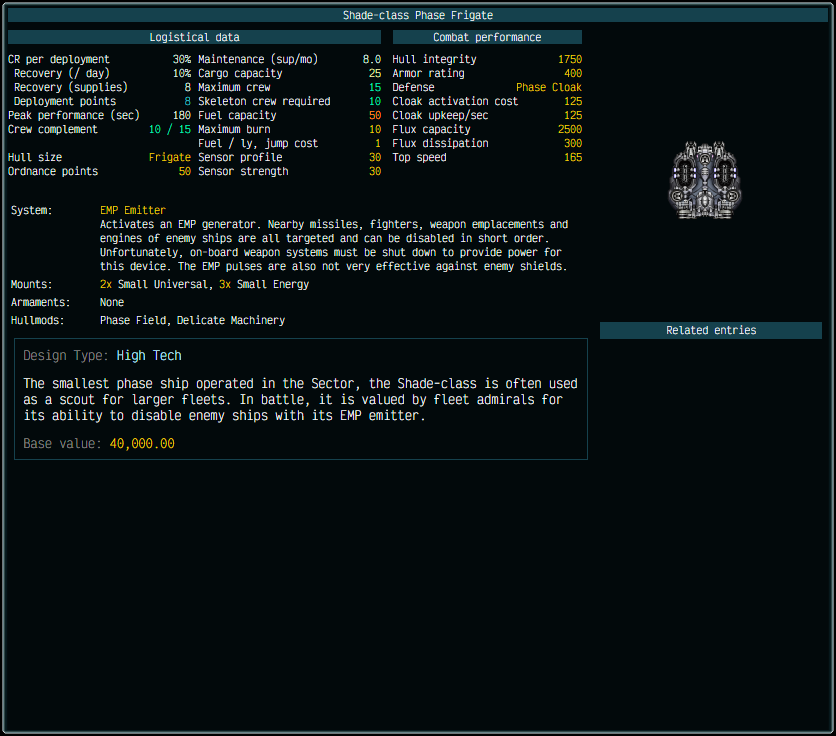 Shade-class Phase Frigate
Logistical data
Combat performance
CR per deployment 30% Maintenance (sup/mo) 8.0 Hull integrity 1750
Recovery (/ day) 10% Cargo capacity 25 Armor rating 400
Recovery (supplies) 8 Maximum crew 15 Defense Phase Cloak
Deployment points 8 Skeleton crew required 10 Cloak activation cost 125
Peak performance (sec) 180 Fuel capacity 50 Cloak upkeep/sec 125
Crew complement 10 / 15 Maximum burn 10 Flux capacity 2500
Fuel / ly, jump cost 1 Flux dissipation 300
Hull size Frigate Sensor profile 30 Top speed 165
Ordnance points 50 Sensor strength 30
System: EMP Emitter
Activates an EMP generator. Nearby missiles, fighters, weapon emplacements and
engines of enemy ships are all targeted and can be disabled in short order.
Unfortunately, on-board weapon systems must be shut down to provide power for
this device. The EMP pulses are also not very effective against enemy shields.
Mounts: 2x Small Universal, 3x Small Energy
Armaments: None
Hullmods: Phase Field, Delicate Machinery
Related entries
Design Type: High Tech
The smallest phase ship operated in the Sector, the Shade-class is often used
as a scout for larger fleets. In battle, it is valued by fleet admirals for
its ability to disable enemy ships with its EMP emitter.
Base value: 40,000.00